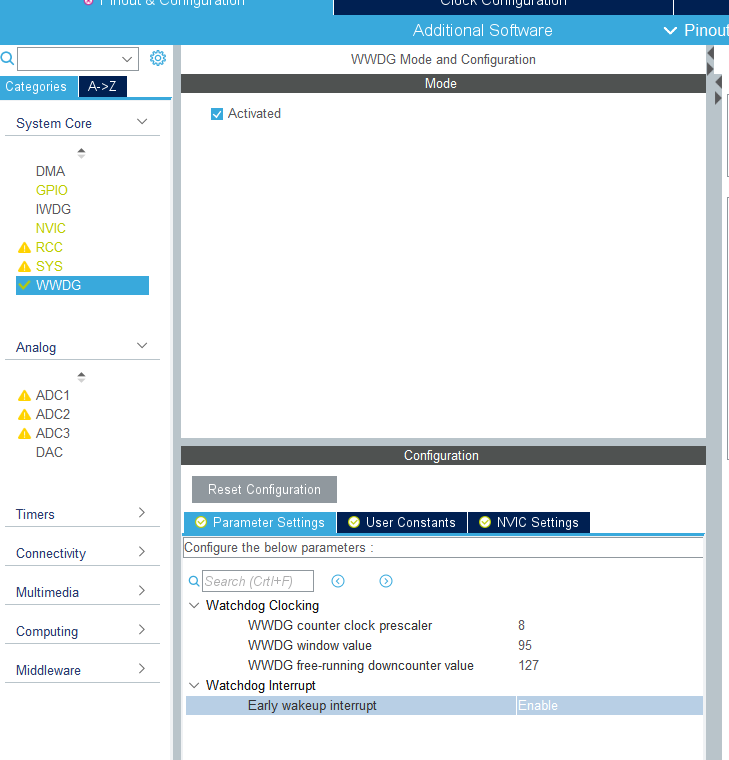 Pinout & Configuration
Clock Configuration
Additional Software
Pinout
Categories
A->Z
System Core
DMA
GPIO
IWDG
NVIC
RCC
SYS
WWDG
Analog
ADC1
ADC2
ADC3
DAC
Timers
Connectivity
Multimedia
Computing
Middleware
WWDG Mode and Configuration
Mode
Activated
Configuration
Reset Configuration
Parameter Settings
User Constants
NVIC Settings
Configure the below parameters :
Search (Crtl+F)
Watchdog Clocking
WWDG counter clock prescaler 8
WWDG window value 95
WWDG free-running downcounter value 127
Watchdog Interrupt
Early wakeup interrupt Enable